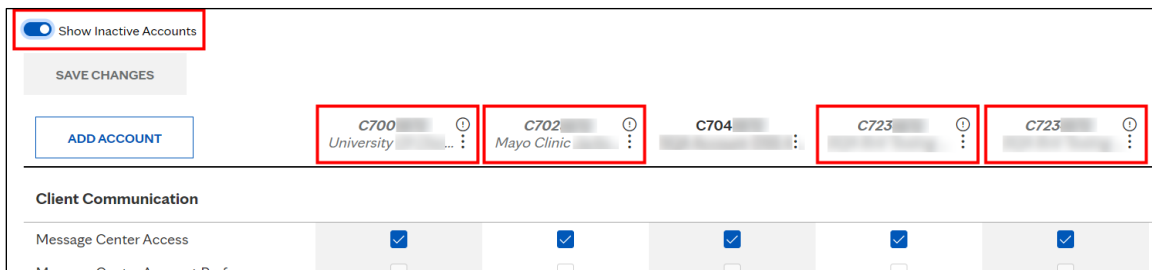 Show Inactive Accounts
SAVE CHANGES
ADD ACCOUNT
C700 C702 C704 C723 C723
University ... Mayo Clinic
Client Communication
Message Center Access